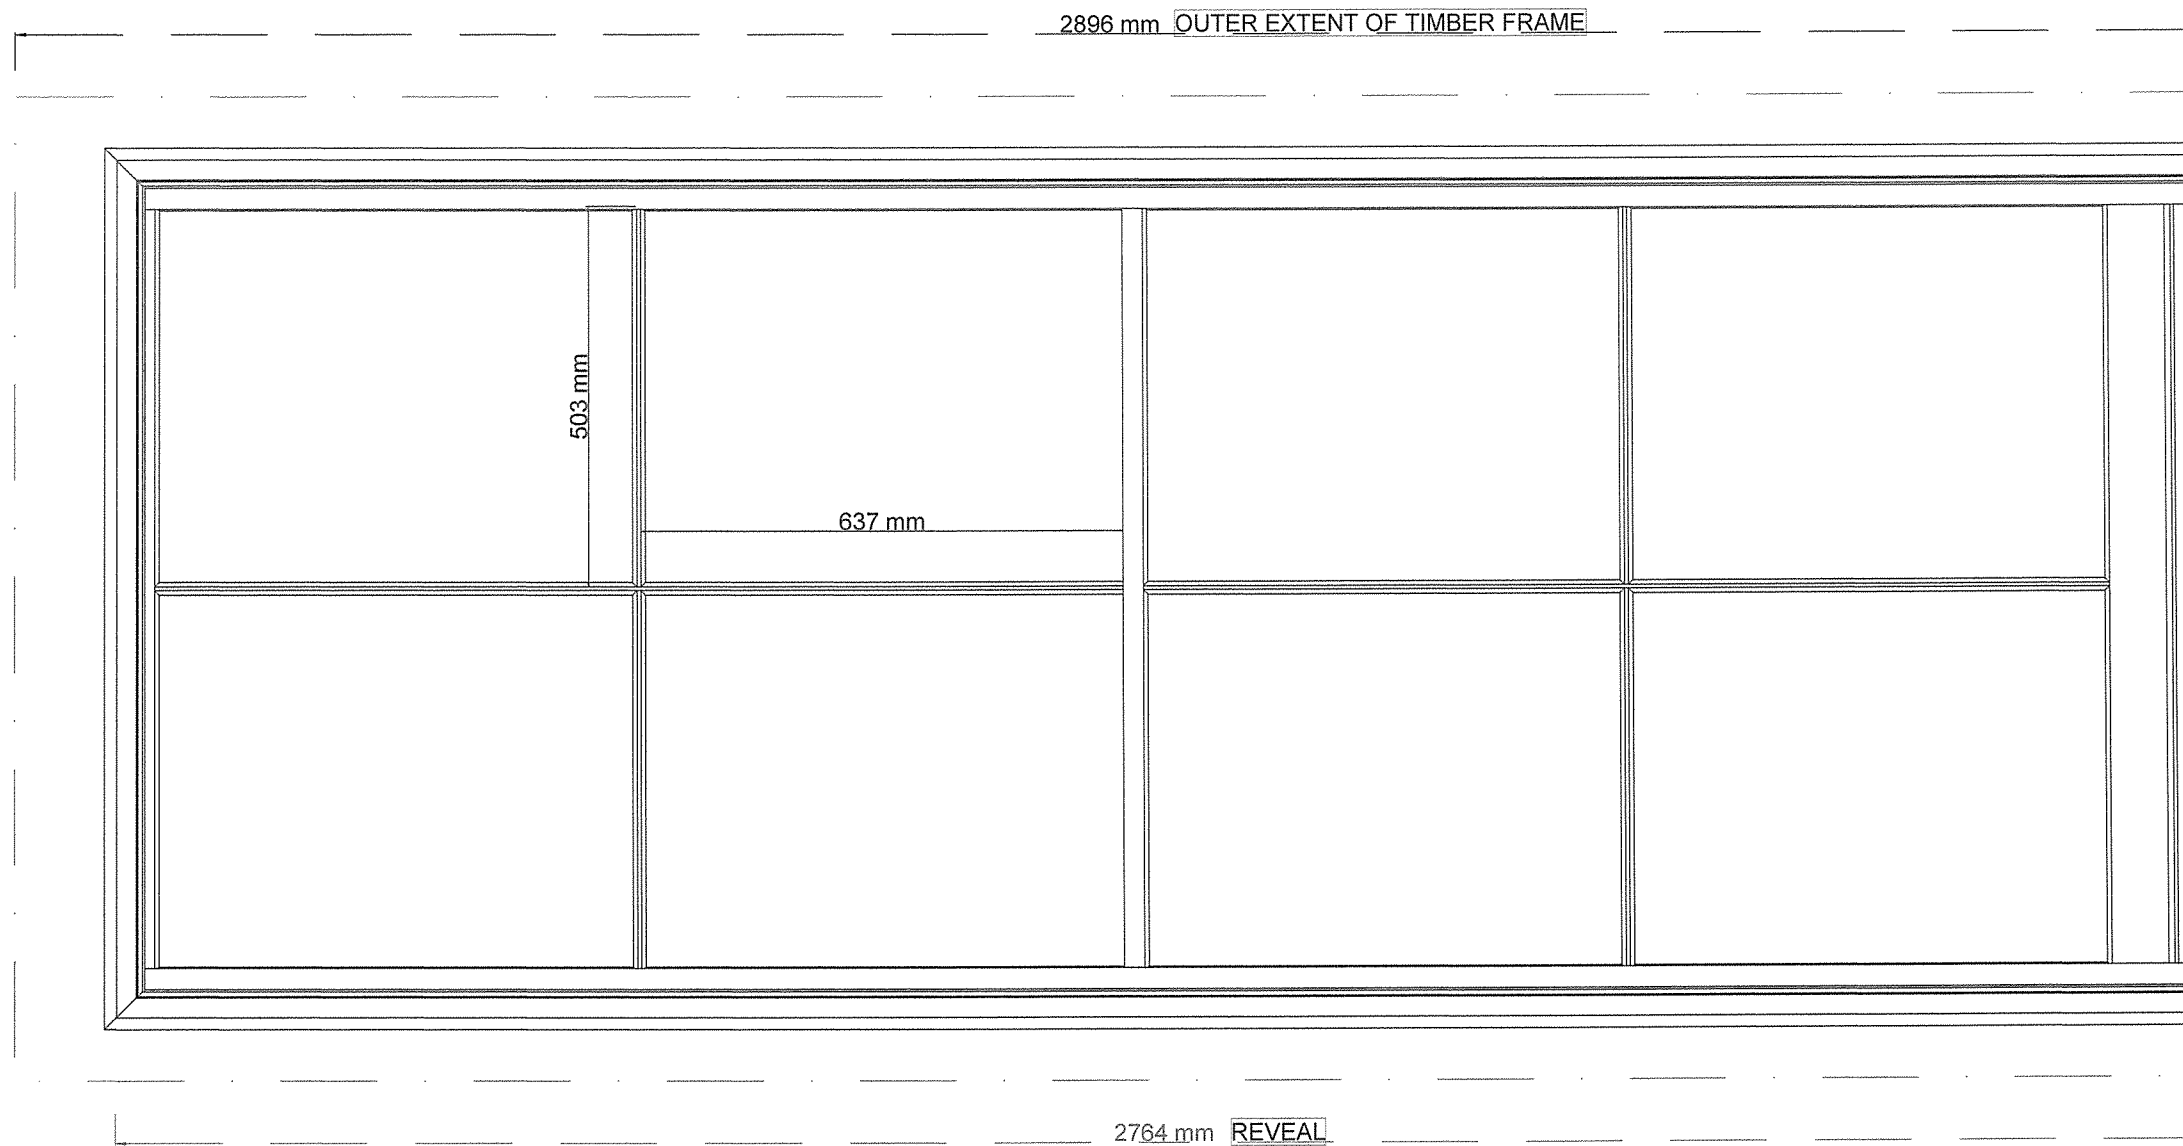 2896 mm OUTER EXTENT OF TIMBER FRAME
503 mm
637 mm
2764 mm REVEAL